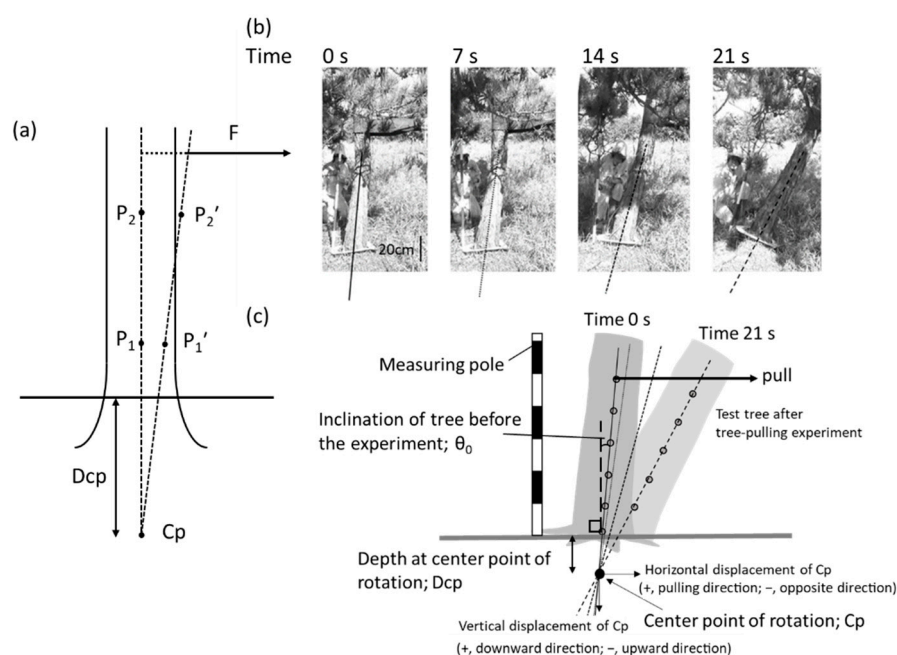 (b)
Time
0 s
7 s
14 s
21 s
20cm
(a)
F
P2
P2′
P1
P1′
Dcp
Cp
(c)
Time 0 s
Time 21 s
Measuring pole
pull
Inclination of tree before
the experiment; θ0
Test tree after
tree-pulling experiment
Depth at center point of
rotation; Dcp
Horizontal displacement of Cp
(+, pulling direction; −, opposite direction)
Center point of rotation; Cp
Vertical displacement of Cp
(+, downward direction; −, upward direction)